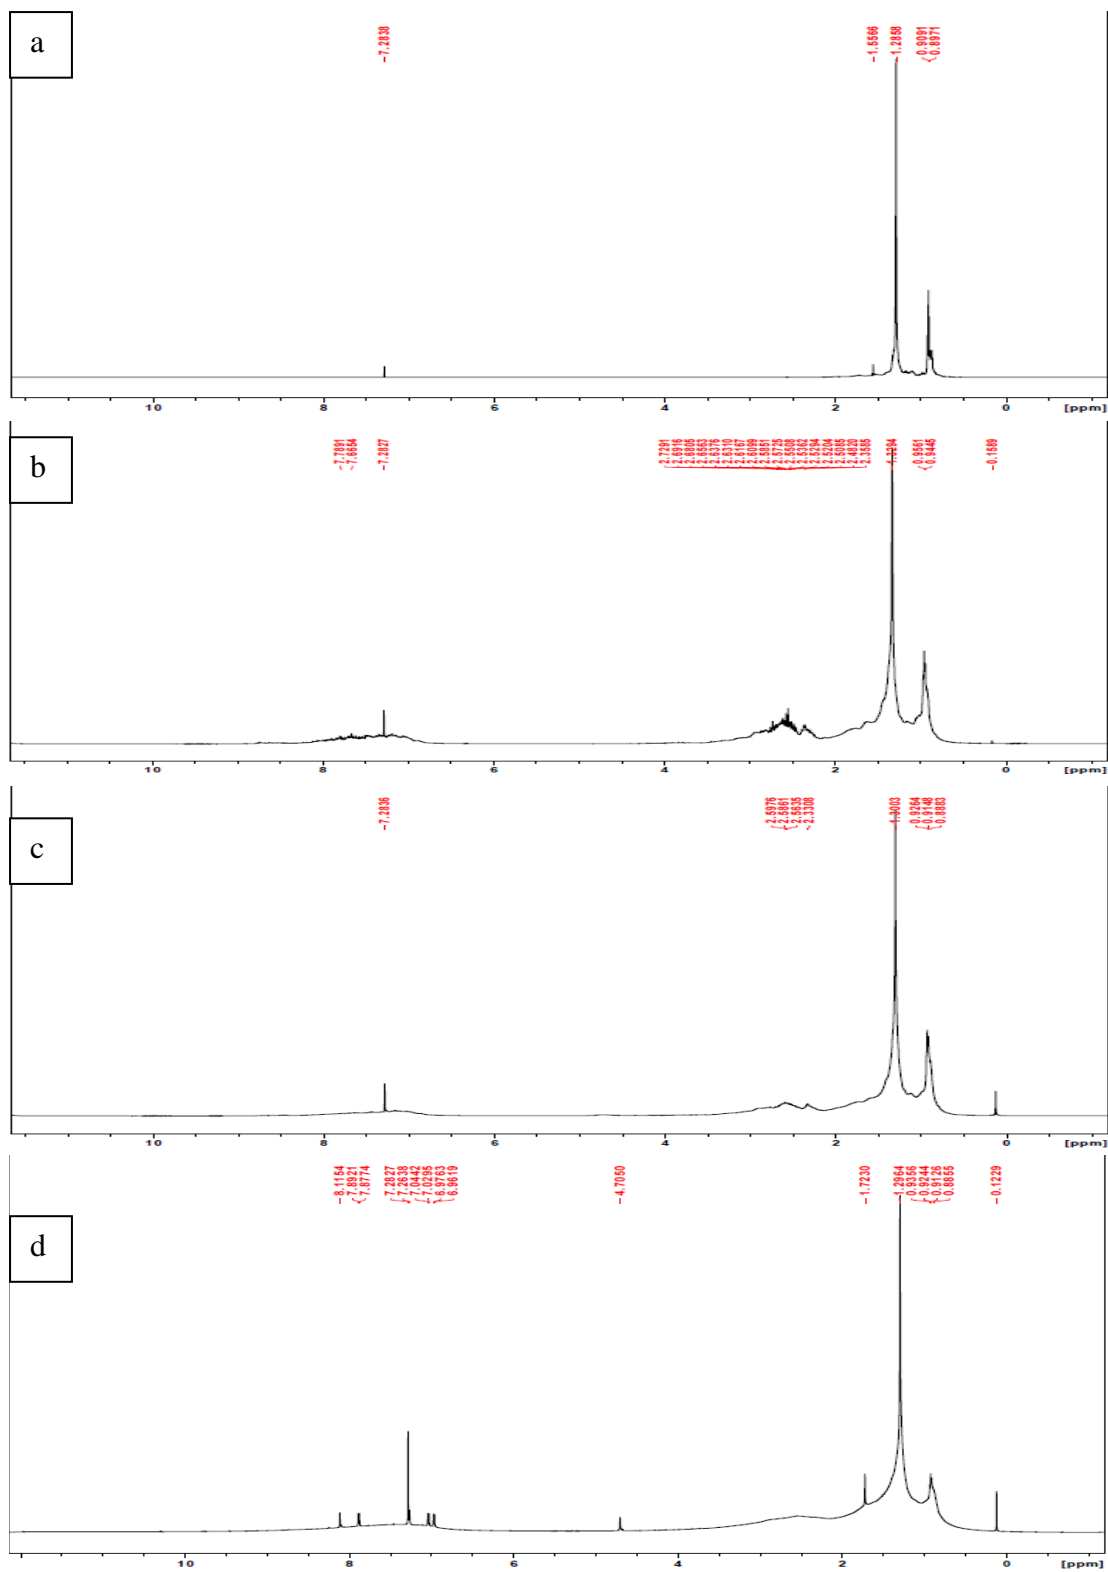 a
7.2838 1.5566 1.2858 0.9091 0.8971
10 8 6 4 2 0 [ppm]
b
7.7891 7.6654 7.2827 2.7291 2.6916 2.6805 2.6563 2.6376 2.6310 2.6167 2.6099 2.5851 2.5725 2.5508 2.5362 2.5294 2.5204 2.5085 2.4820 2.3585 1.3294 0.9561 0.9445 0.1589
10 8 6 4 2 0 [ppm]
c
7.2836 2.5976 2.5861 2.5635 2.3308 1.3003 0.9264 0.9148 0.8883
10 8 6 4 2 0 [ppm]
d
8.1154 7.8921 7.8774 7.2827 7.2638 7.0442 7.0295 6.9763 6.9619 4.7050 1.7230 1.2964 0.9356 0.9244 0.9126 0.8855 0.1229
10 8 6 4 2 0 [ppm]